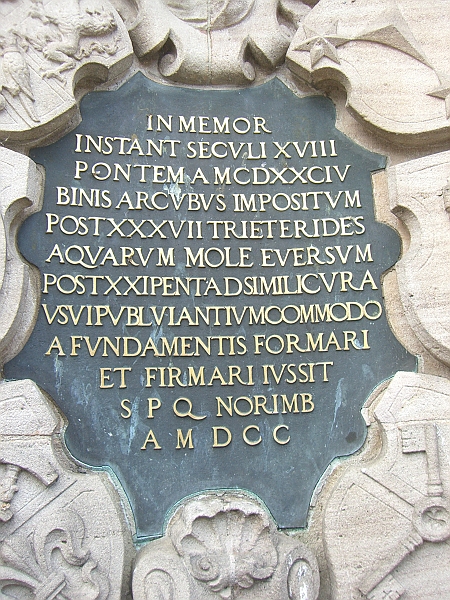 IN MEMOR
INSTANT SECVLI XVIII
PONTEM A MCDXXCIV
BINIS ARCVBVS IMPOSITVM
POST XXXVII TRIETERIDES
AQVARVM MOLE EVERSVM
POST XXI PENTAD SIMILI CVRA
VSVI PVBL VIANTIVM COMMODO
A FVNDAMENTIS FORMARI
ET FIRMARI IVSSIT
S P Q NORIMB
A M D C C